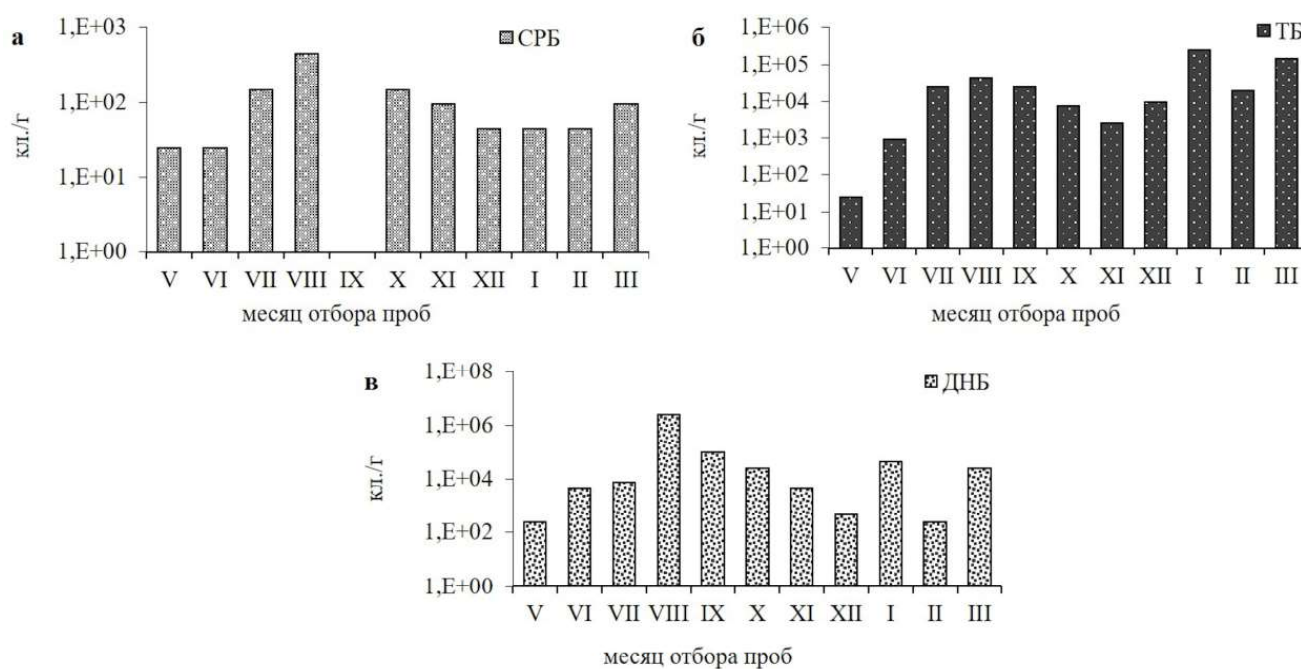 а
СРБ
1,E+03
1,E+02
1,E+01
1,E+00
кл./г
V VI VII VIII IX X XI XII I II III
месяц отбора проб
б
ТБ
1,E+06
1,E+05
1,E+04
1,E+03
1,E+02
1,E+01
1,E+00
кл./г
V VI VII VIII IX X XI XII I II III
месяц отбора проб
в
ДНБ
1,E+08
1,E+06
1,E+04
1,E+02
1,E+00
кл./г
V VI VII VIII IX X XI XII I II III
месяц отбора проб